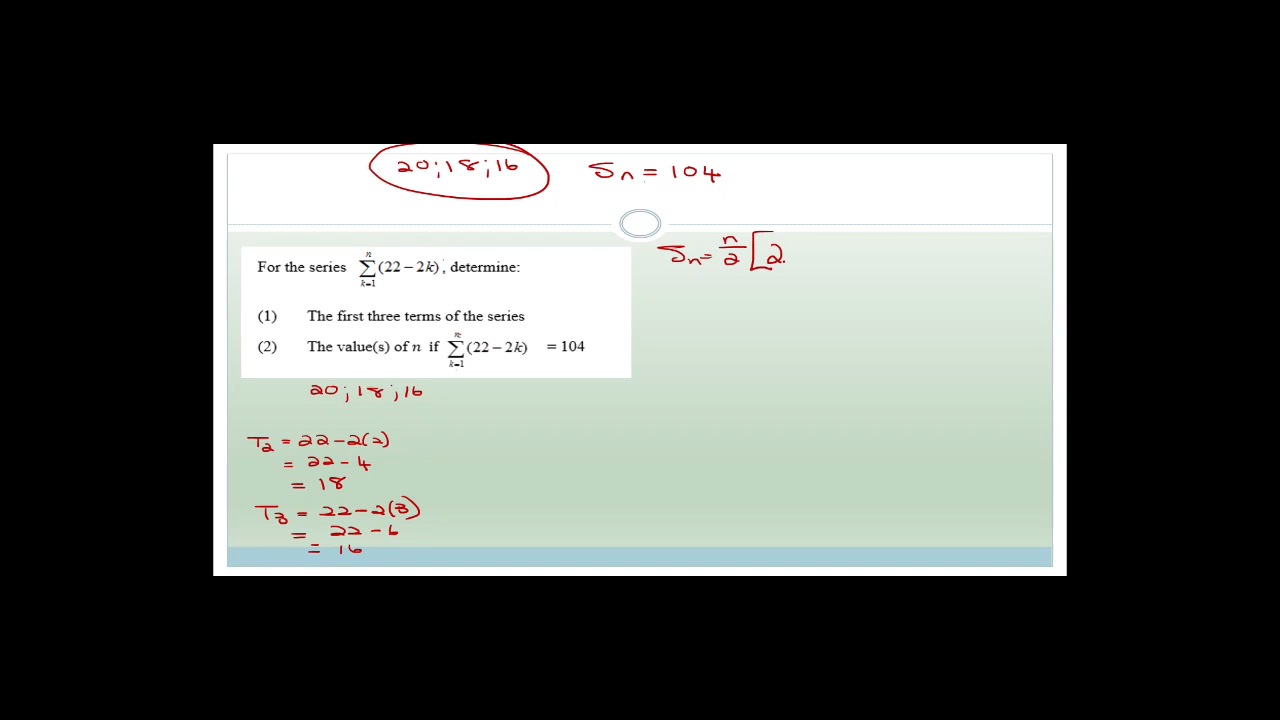 20;18;16
Sn = 104
Sn = n/2 [2.
For the series ∑_{k=1}^{n} (22 – 2k), determine:
(1) The first three terms of the series
(2) The value(s) of n if ∑_{k=1}^{n} (22 – 2k) = 104
20;18;16
T2 = 22-2(2)
= 22-4
= 18
T3 = 22-2(3)
= 22-6
= 16